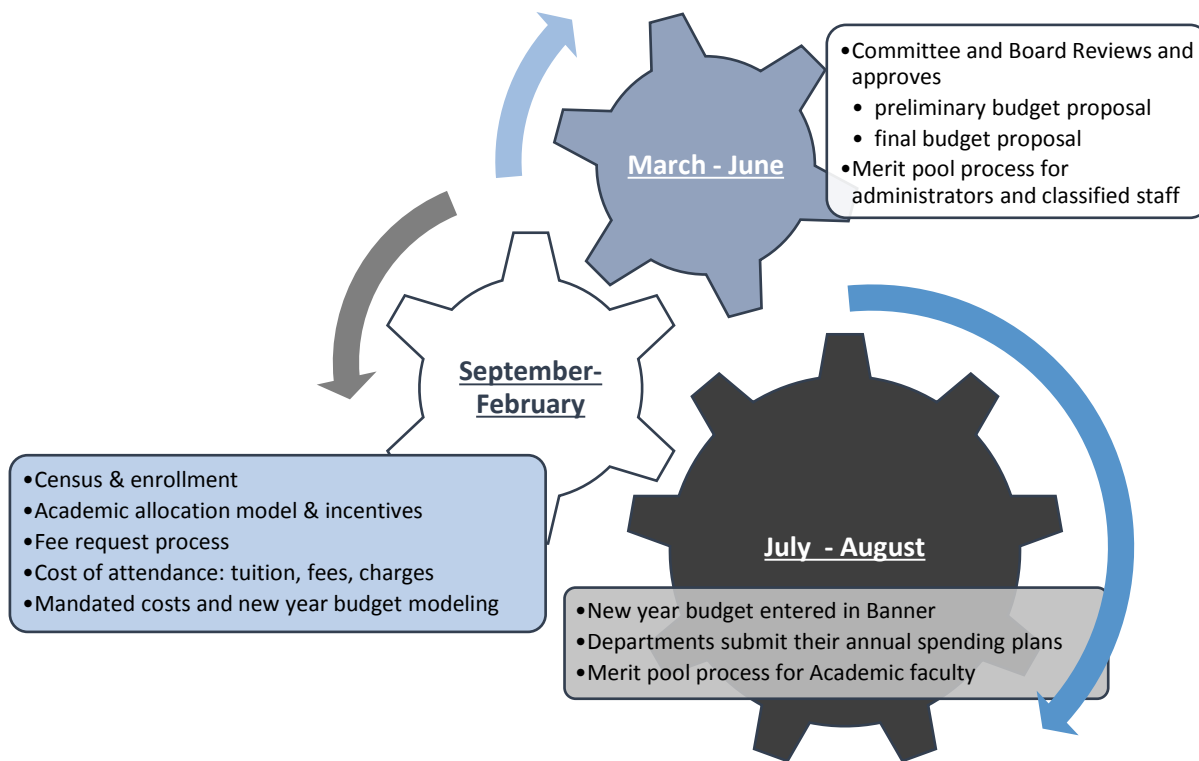 March - June
•Committee and Board Reviews and
approves
• preliminary budget proposal
• final budget proposal
•Merit pool process for
administrators and classified staff
September-
February
•Census & enrollment
•Academic allocation model & incentives
•Fee request process
•Cost of attendance: tuition, fees, charges
•Mandated costs and new year budget modeling
July - August
•New year budget entered in Banner
•Departments submit their annual spending plans
•Merit pool process for Academic faculty